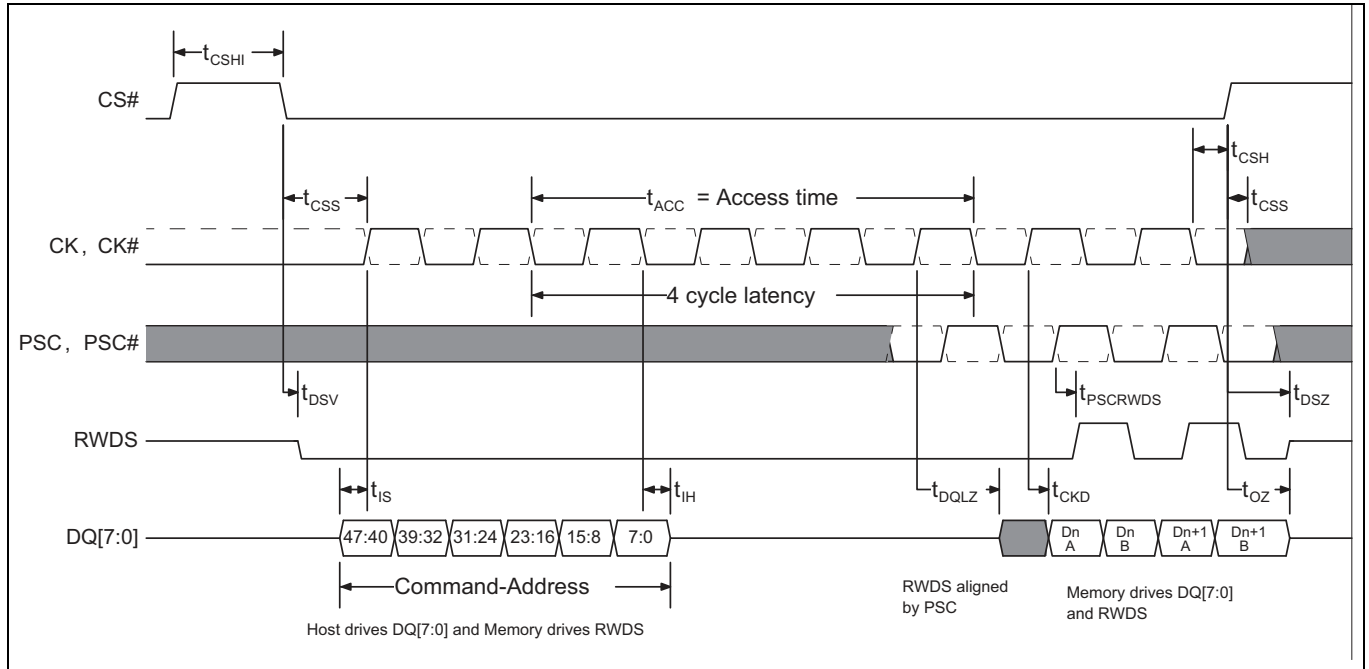 tCSHI
CS#
tCSH
tCSS
tACC = Access time
tCSS
CK, CK#
4 cycle latency
PSC, PSC#
tDSV
tPSCRWDS
tDSZ
RWDS
tIS
tIH
tDQLZ
tCKD
tOZ
DQ[7:0]
47:40
39:32
31:24
23:16
15:8
7:0
Dn
A
Dn
B
Dn+1
A
Dn+1
B
Command-Address
RWDS aligned
by PSC
Memory drives DQ[7:0]
and RWDS
Host drives DQ[7:0] and Memory drives RWDS